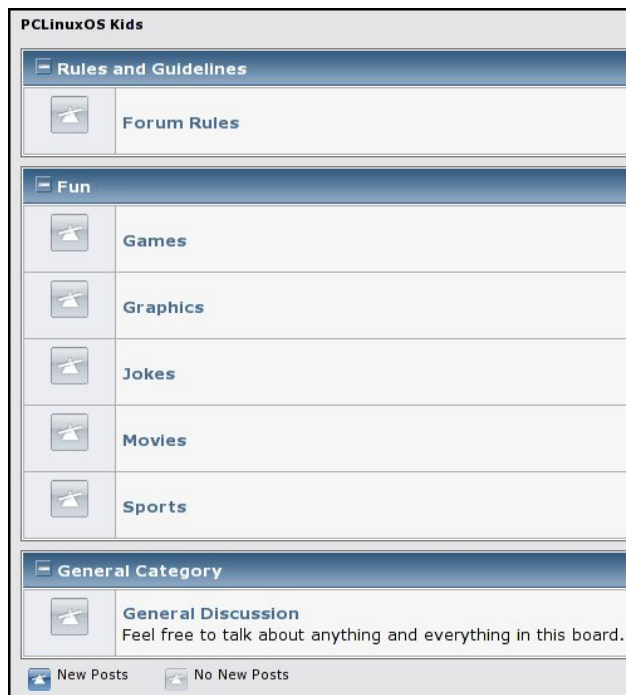 PCLinuxOS Kids
Rules and Guidelines
Forum Rules
Fun
Games
Graphics
Jokes
Movies
Sports
General Category
General Discussion
Feel free to talk about anything and everything in this board.
New Posts No New Posts